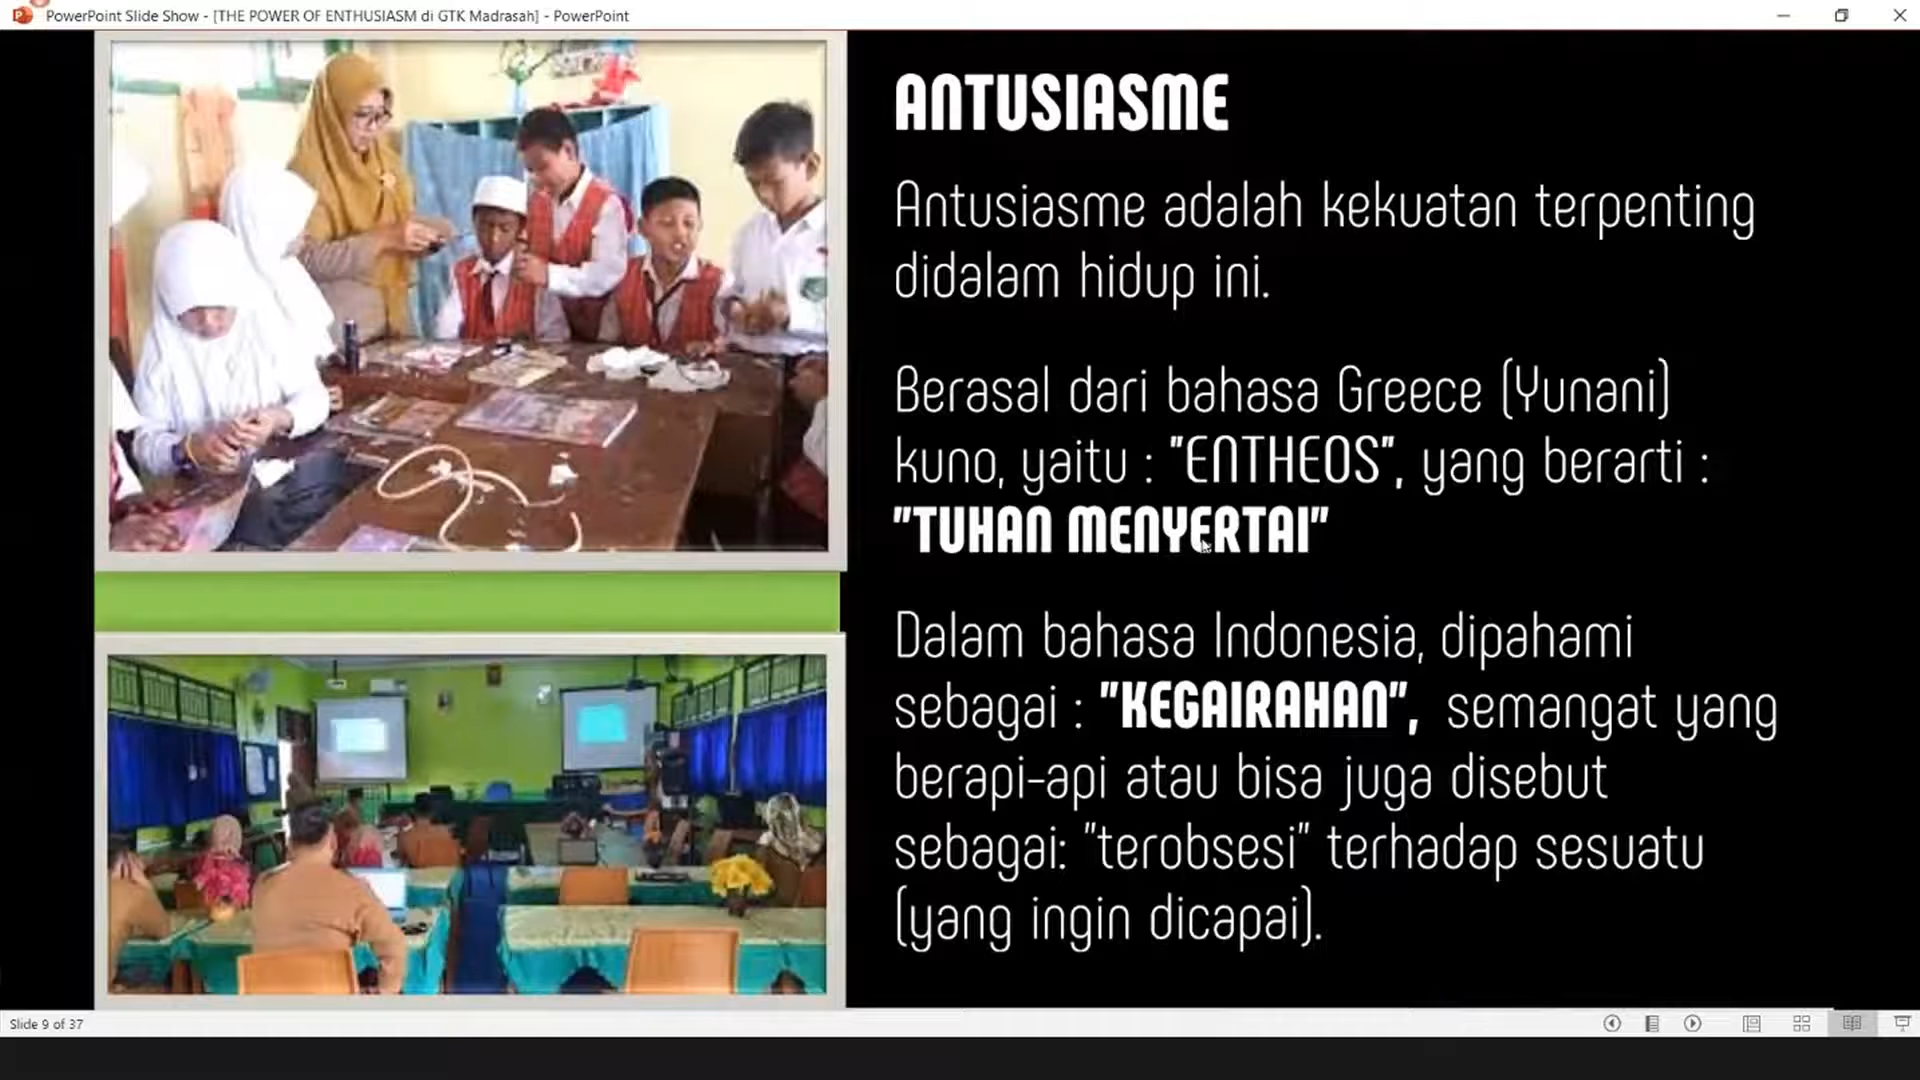 PowerPoint Slide Show - [THE POWER OF ENTHUSIASM di GTK Madrasah] - PowerPoint
ANTUSIASME
Antusiasme adalah kekuatan terpenting
didalam hidup ini.
Berasal dari bahasa Greece (Yunani)
kuno, yaitu : "ENTHEOS", yang berarti :
"TUHAN MENYERTAI"
Dalam bahasa Indonesia, dipahami
sebagai : "KEGAIRAHAN", semangat yang
berapi-api atau bisa juga disebut
sebagai: "terobsesi" terhadap sesuatu
(yang ingin dicapai).
Slide 9 of 37